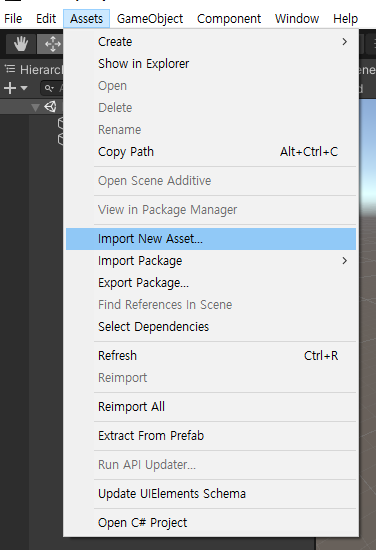 File Edit Assets GameObject Component Window Help
Create
Show in Explorer
Open
Delete
Rename
Copy Path Alt+Ctrl+C
Open Scene Additive
View in Package Manager
Import New Asset...
Import Package
Export Package...
Find References In Scene
Select Dependencies
Refresh Ctrl+R
Reimport
Reimport All
Extract From Prefab
Run API Updater...
Update UIElements Schema
Open C# Project
Hierarc